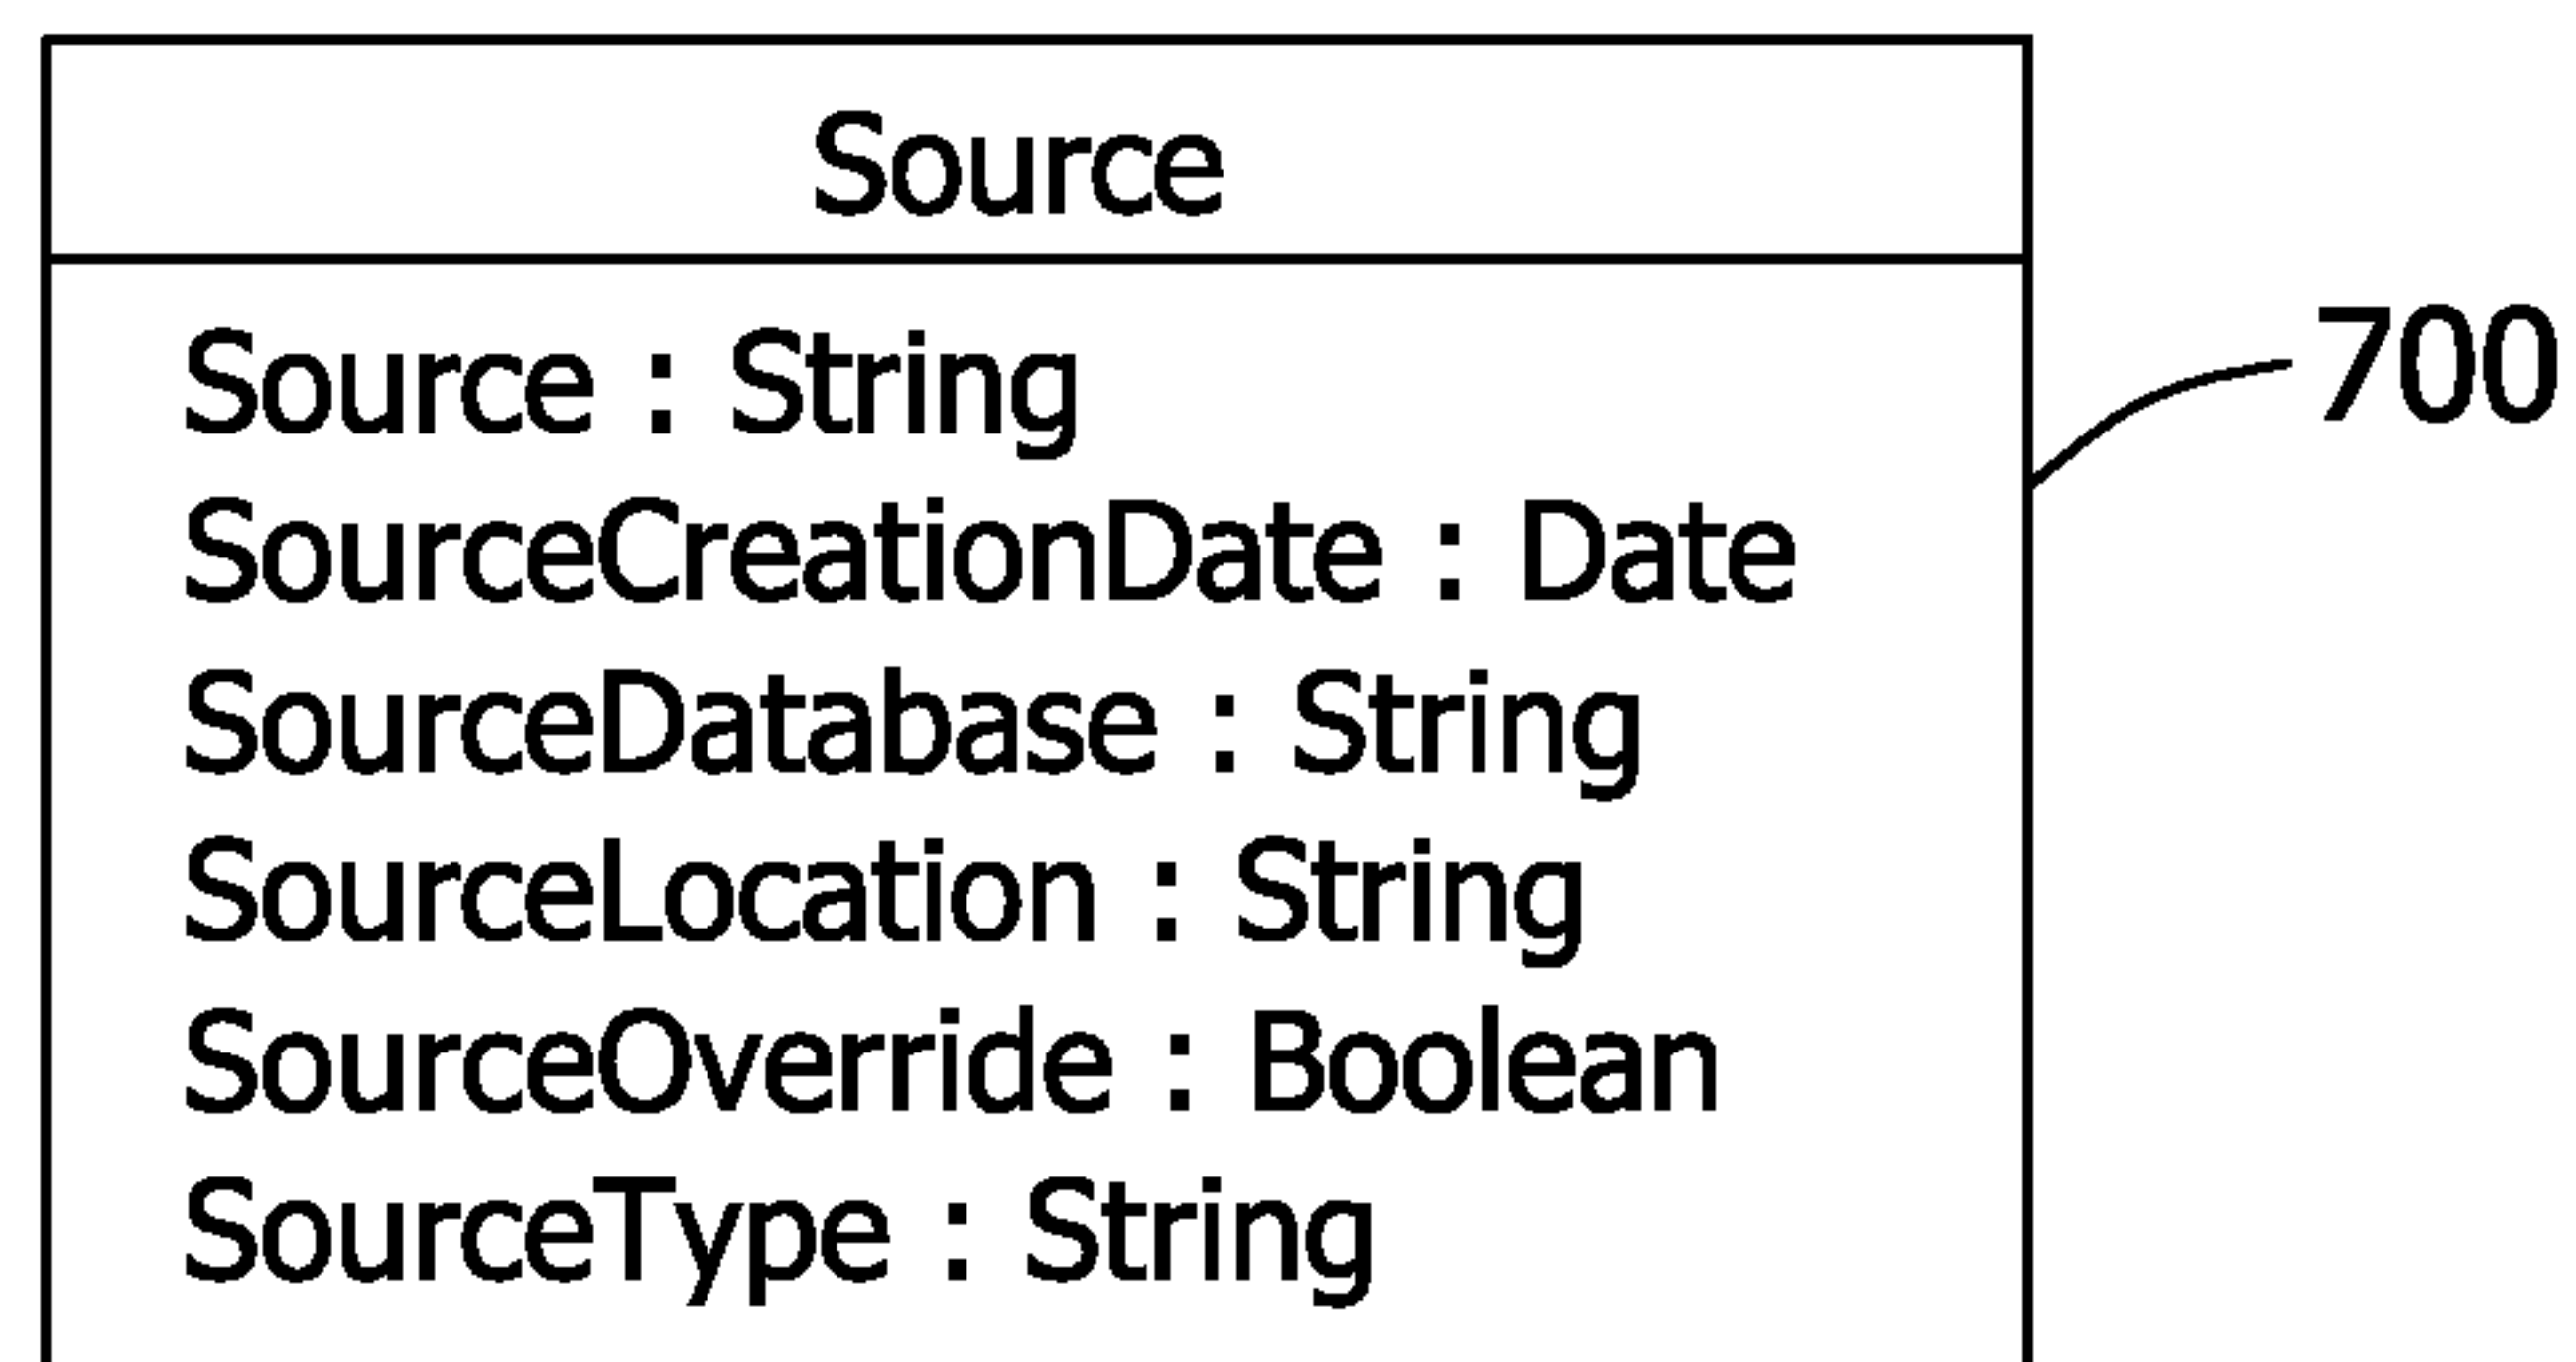 Source
Source : String
700
SourceCreationDate : Date
SourceDatabase : String
SourceLocation : String
SourceOverride : Boolean
SourceType : String